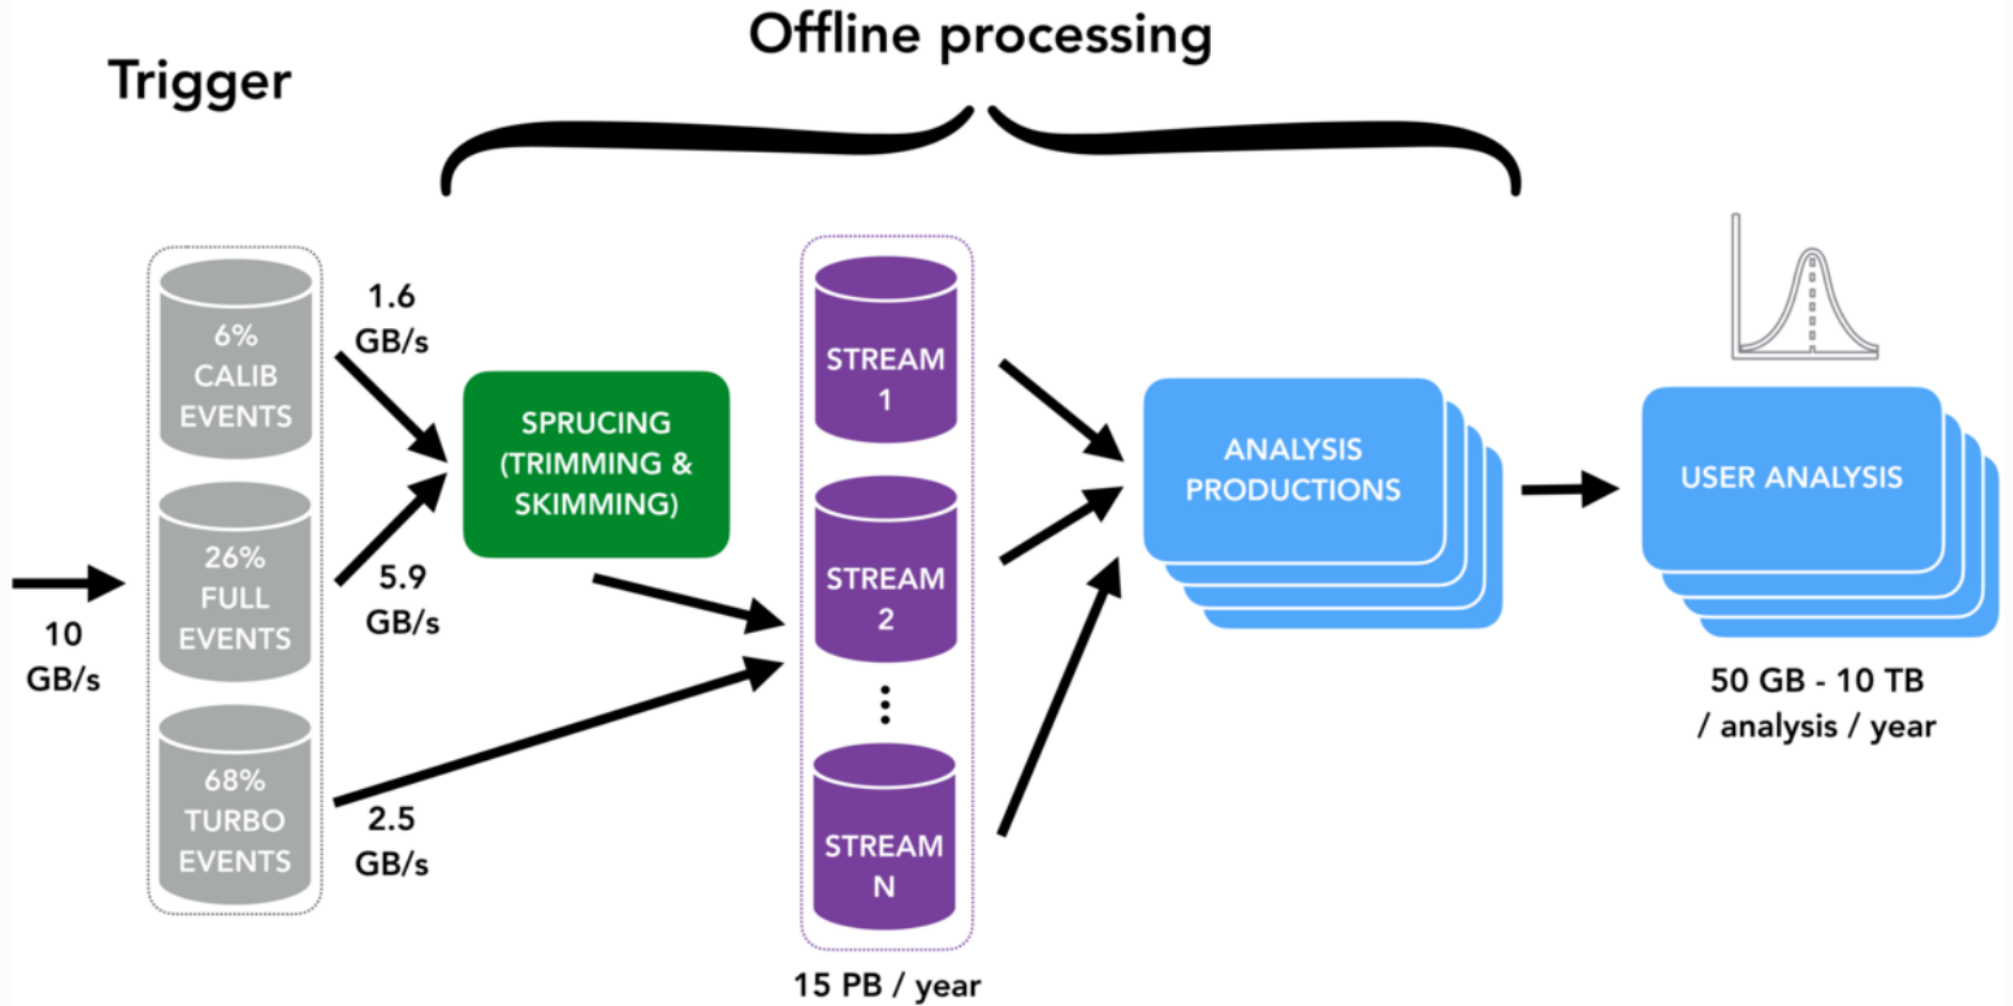 Offline processing
Trigger
10
GB/s
6%
CALIB
EVENTS
26%
FULL
EVENTS
68%
TURBO
EVENTS
1.6
GB/s
5.9
GB/s
2.5
GB/s
SPRUCING
(TRIMMING &
SKIMMING)
STREAM
1
STREAM
2
STREAM
N
15 PB / year
ANALYSIS
PRODUCTIONS
USER ANALYSIS
50 GB - 10 TB
/ analysis / year